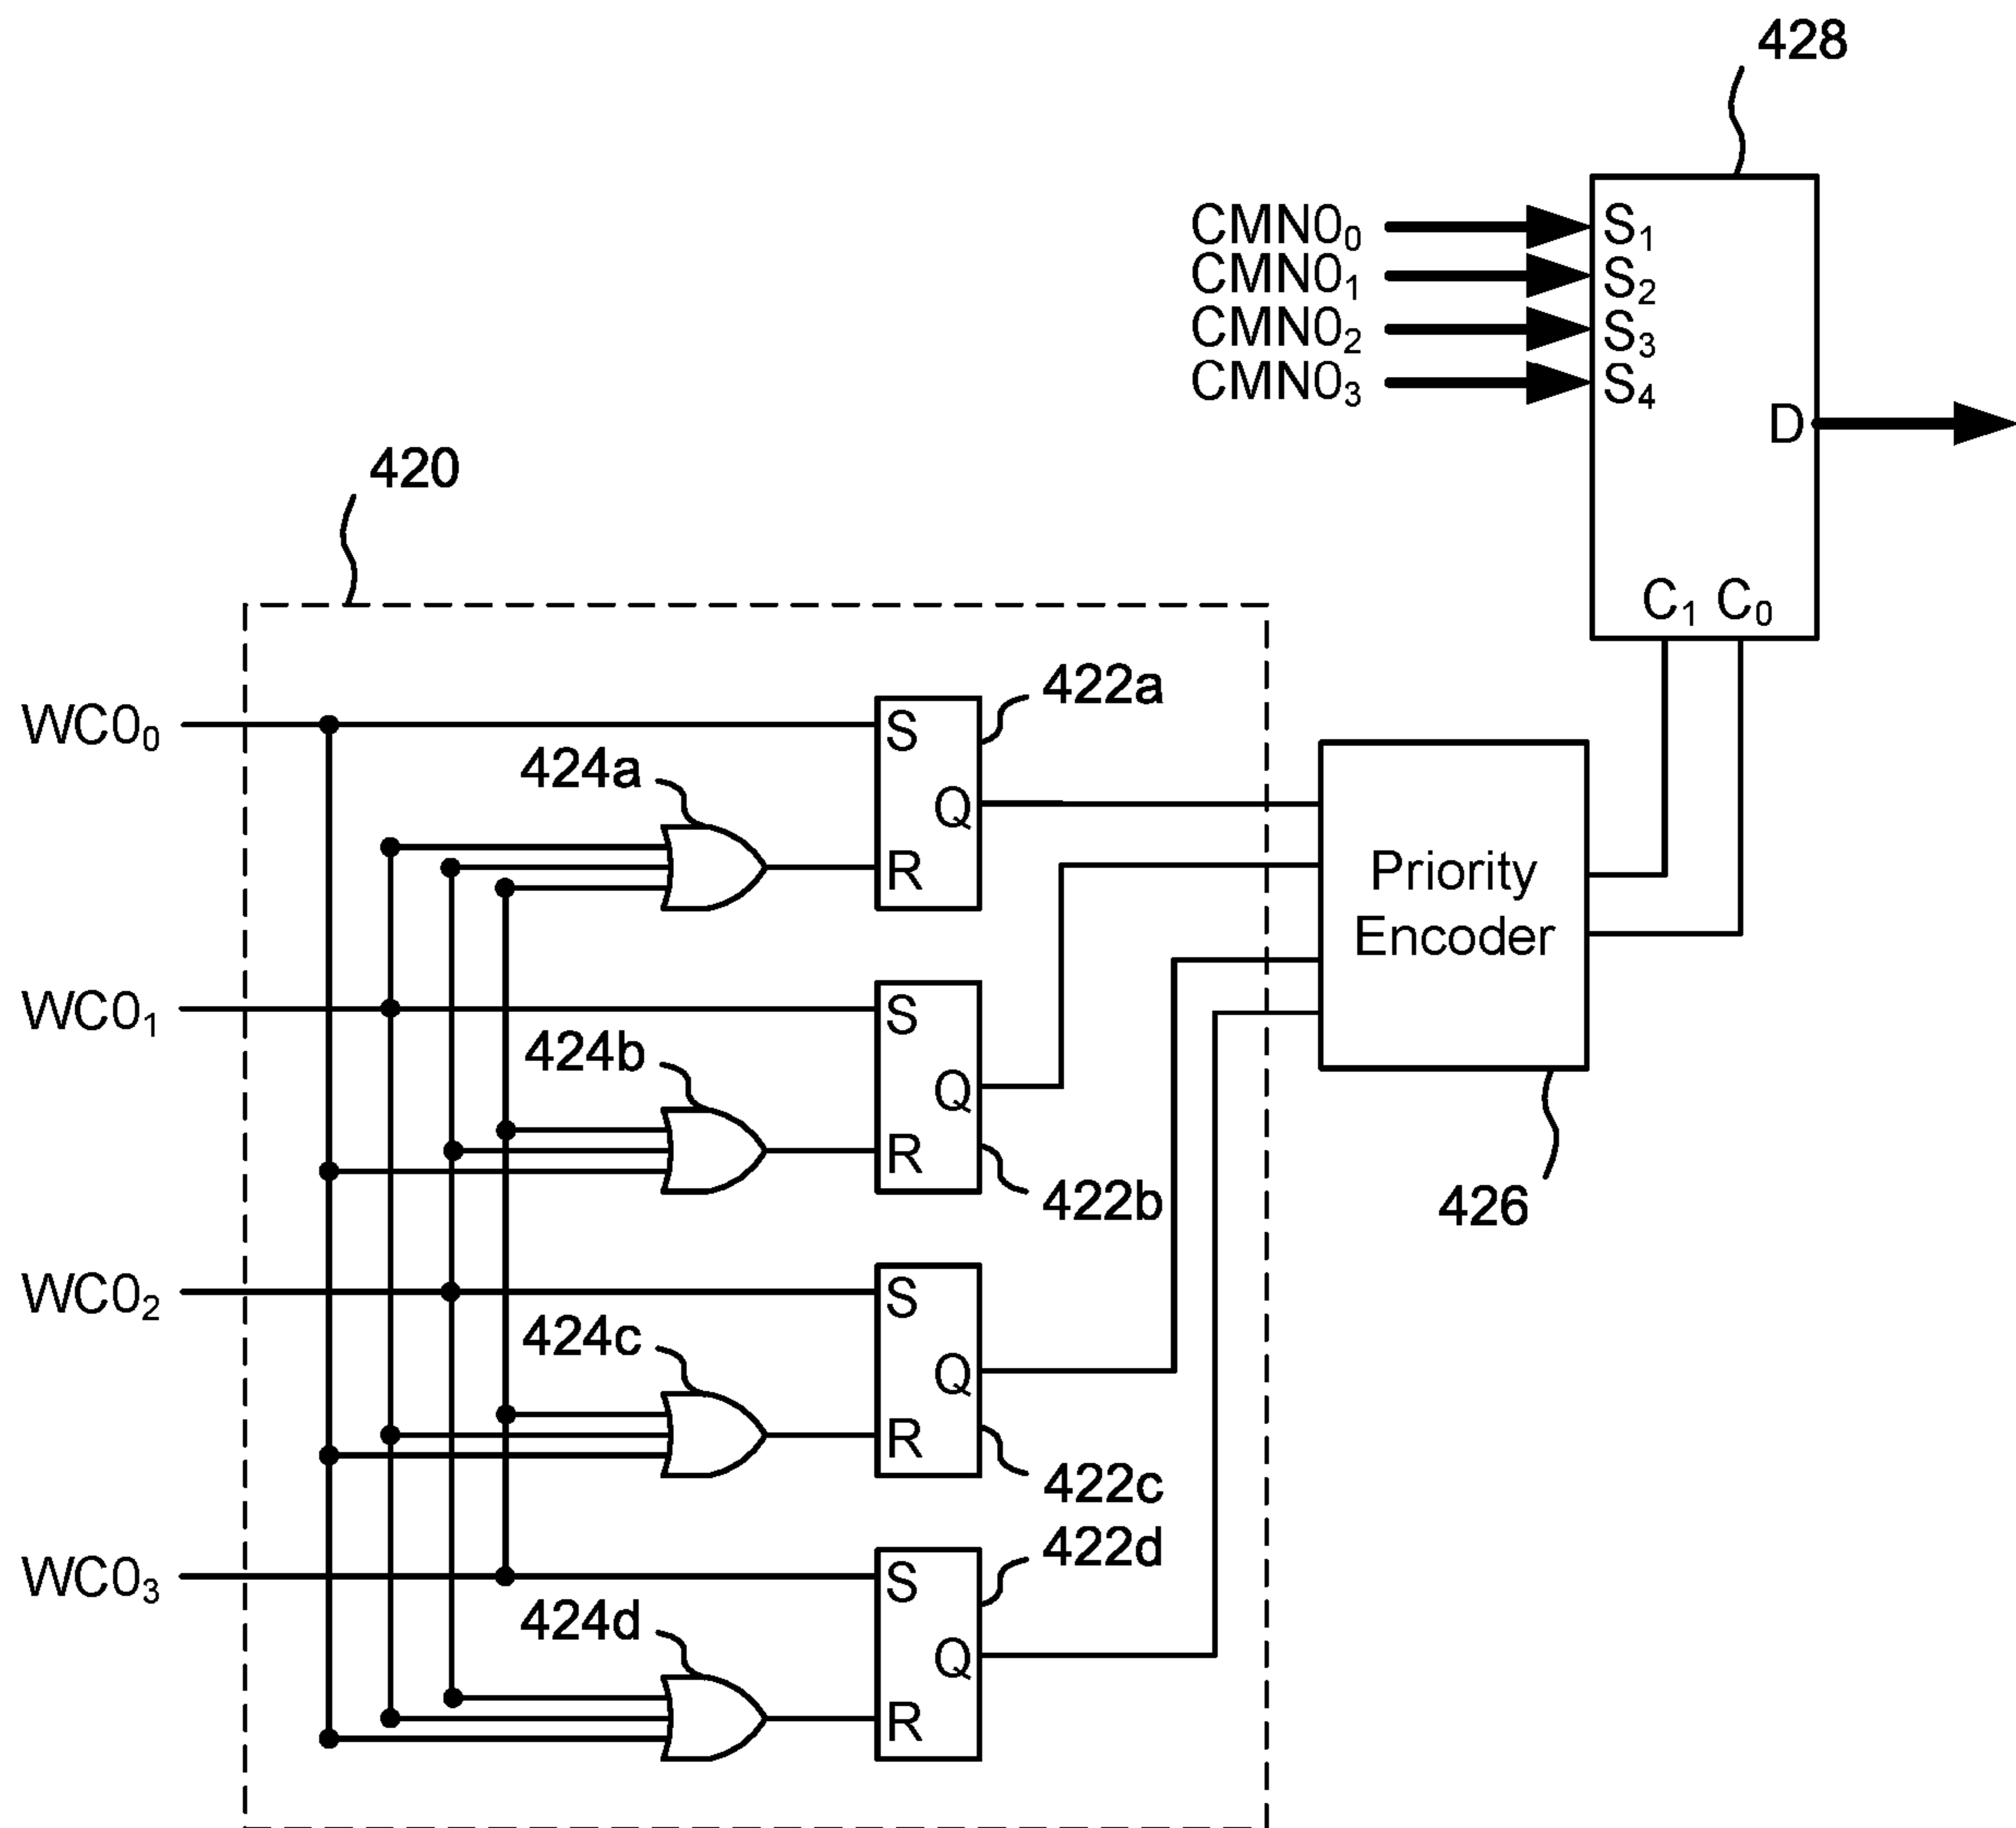 428
CMN0₀
CMN0₁
CMN0₂
CMN0₃
S₁
S₂
S₃
S₄
D
C₁ C₀
420
WC0₀
S
422a
424a
Q
R
Priority
Encoder
426
WC0₁
S
424b
Q
R
422b
WC0₂
S
424c
Q
R
422c
WC0₃
S
422d
424d
Q
R